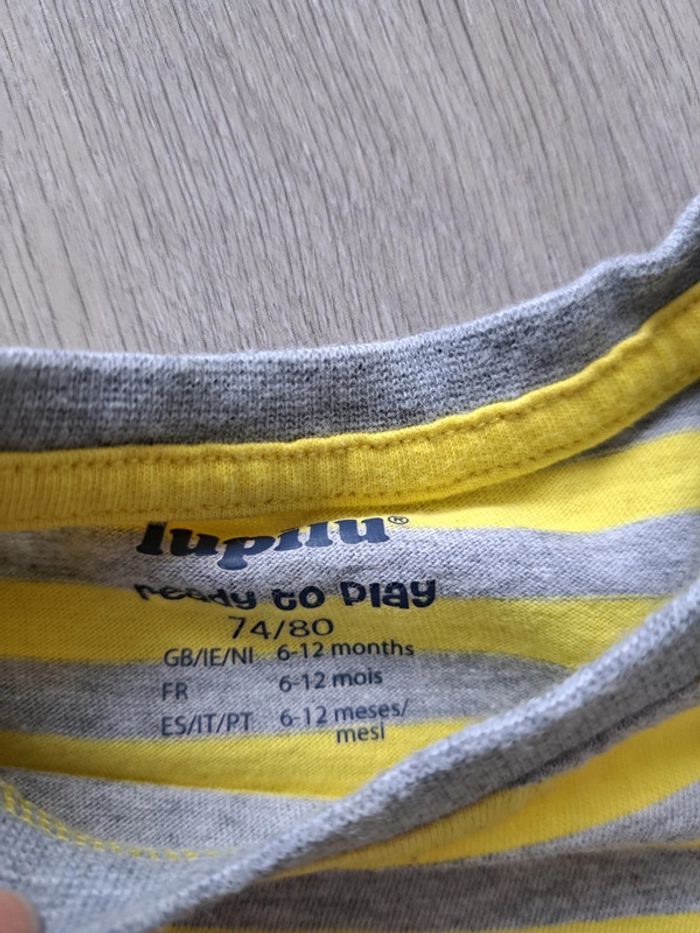 lupilu®
ready to play
74/80
GB/IE/NI 6-12 months
FR 6-12 mois
ES/IT/PT 6-12 meses/
mesi